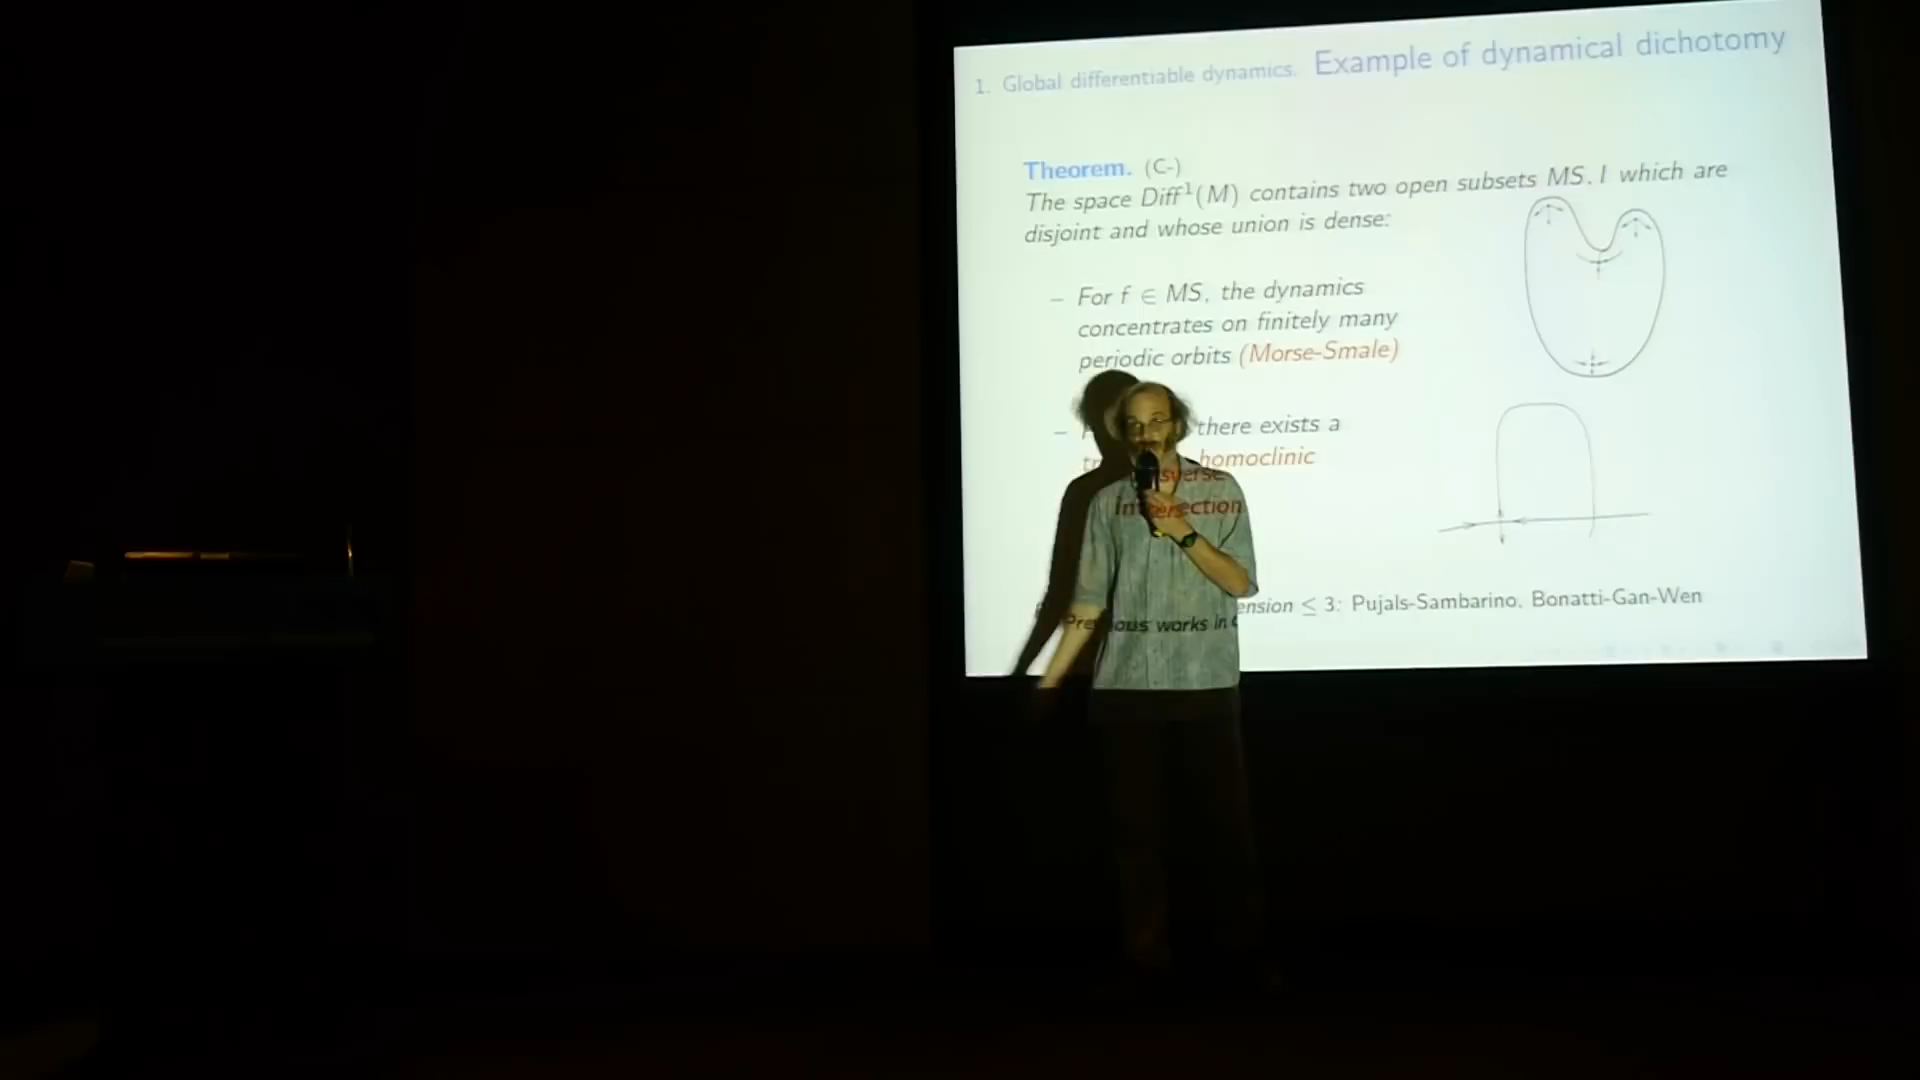 1. Global differentiable dynamics. Example of dynamical dichotomy
Theorem. (C-)
The space Diff¹(M) contains two open subsets MS, I which are
disjoint and whose union is dense:
– For f ∈ MS, the dynamics
concentrates on finitely many
periodic orbits (Morse-Smale)
– there exists a
homoclinic
Intersection
Previous works in dimension ≤ 3: Pujals-Sambarino, Bonatti-Gan-Wen